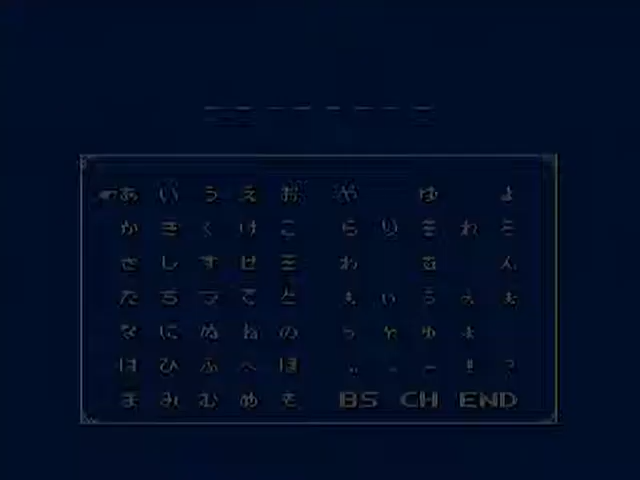 あ い う え お や ゆ よ
か き く け こ ら り る れ ろ
さ し す せ そ わ を ん
た ち つ て と ぁ ぃ ぅ ぇ ぉ
な に ぬ ね の っ ゃ ゅ ょ
は ひ ふ へ ほ ゛ ゜ ー ! ?
ま み む め も BS CH END